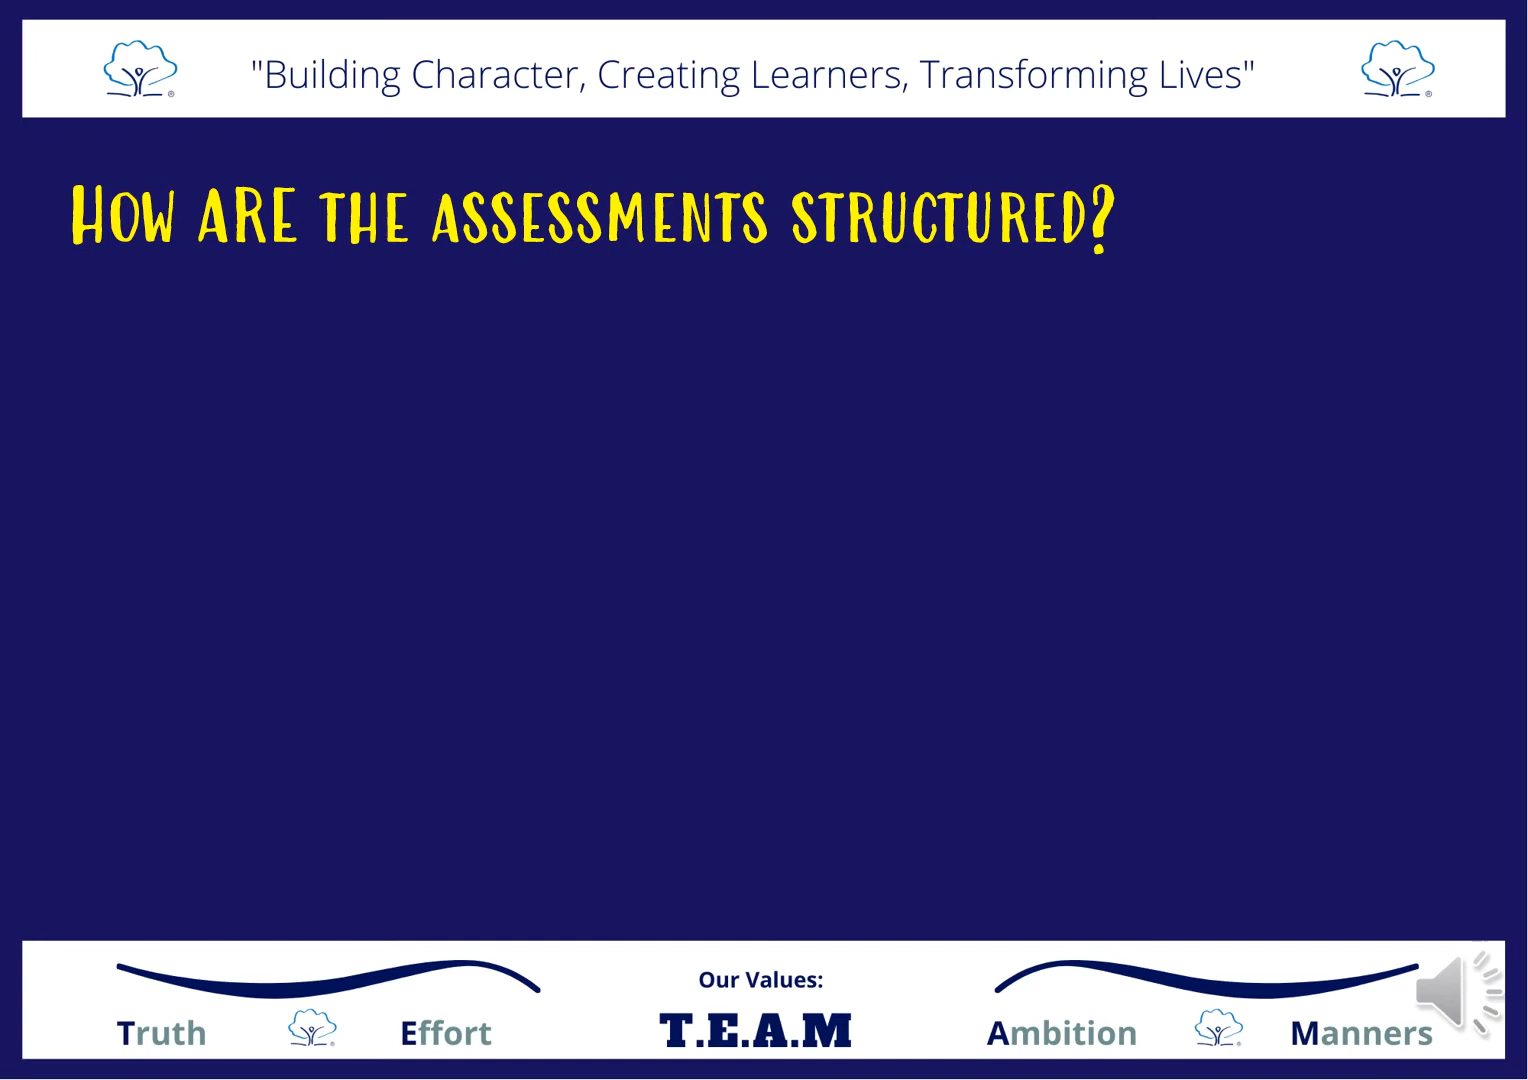 "Building Character, Creating Learners, Transforming Lives"
HOW ARE THE ASSESSMENTS STRUCTURED?
Our Values:
Truth Effort T.E.A.M Ambition Manners